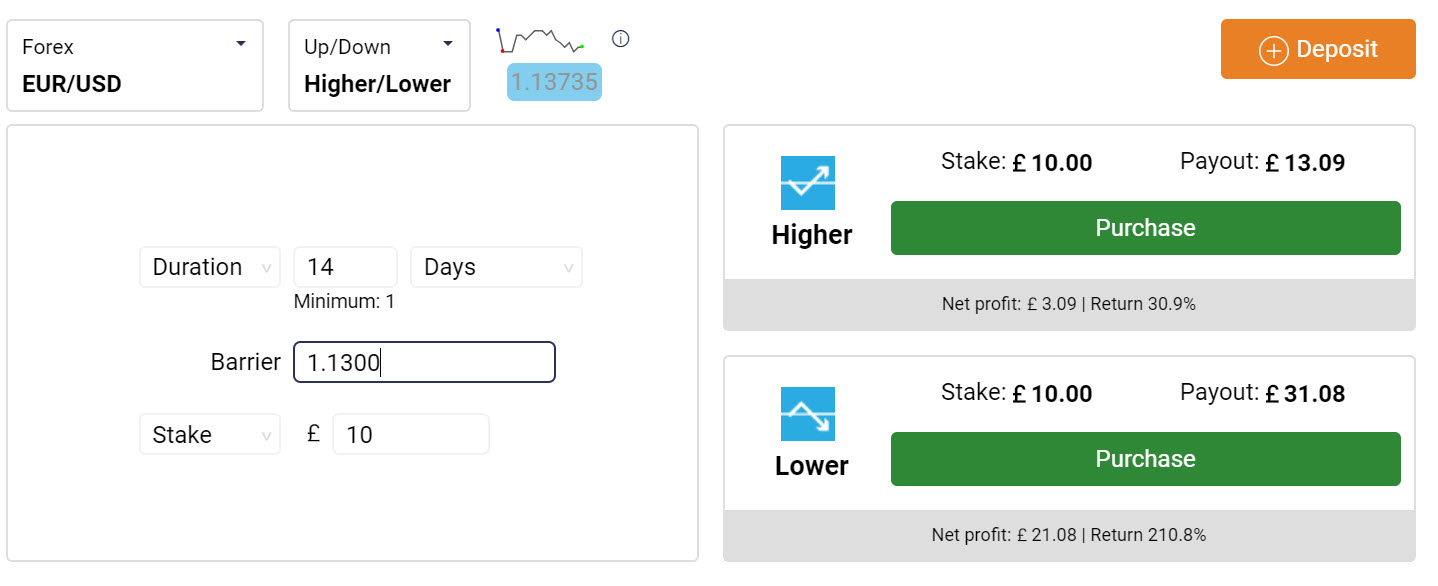 Forex
EUR/USD
Up/Down
Higher/Lower
1.13735
Deposit
Duration 14 Days
Minimum: 1
Barrier 1.1300
Stake £ 10
Stake: £ 10.00 Payout: £ 13.09
Higher
Purchase
Net profit: £ 3.09 | Return 30.9%
Stake: £ 10.00 Payout: £ 31.08
Lower
Purchase
Net profit: £ 21.08 | Return 210.8%